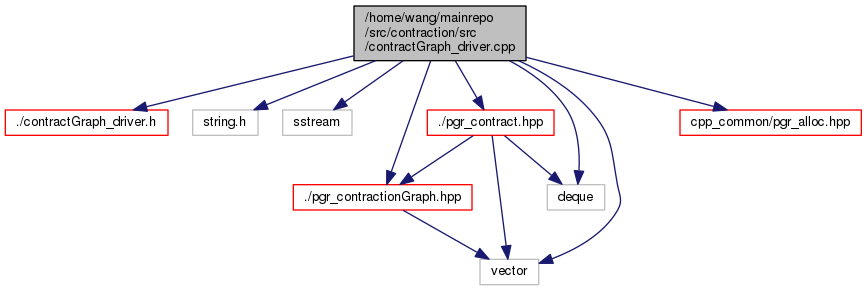 /home/wang/mainrepo
/src/contraction/src
/contractGraph_driver.cpp
./contractGraph_driver.h
string.h
sstream
./pgr_contract.hpp
cpp_common/pgr_alloc.hpp
./pgr_contractionGraph.hpp
deque
vector